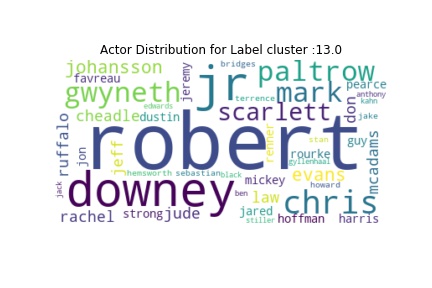 Actor Distribution for Label cluster :13.0
johansson
favreau
jeremy
jr
bridges
paltrow
gwyneth
edwards
terrence
mark
pearce
anthony
kahn
cheadle
dustin
scarlett
don
jake
ruffalo
jon
jeff
robert
renner
stan
rourke
gyllenhaal
guy
mcadams
jack
downey
hemsworth
sebastian
black
mickey
evans
howard
ben
law
chris
rachel
strong
jude
jared
stiller
hoffman
harris